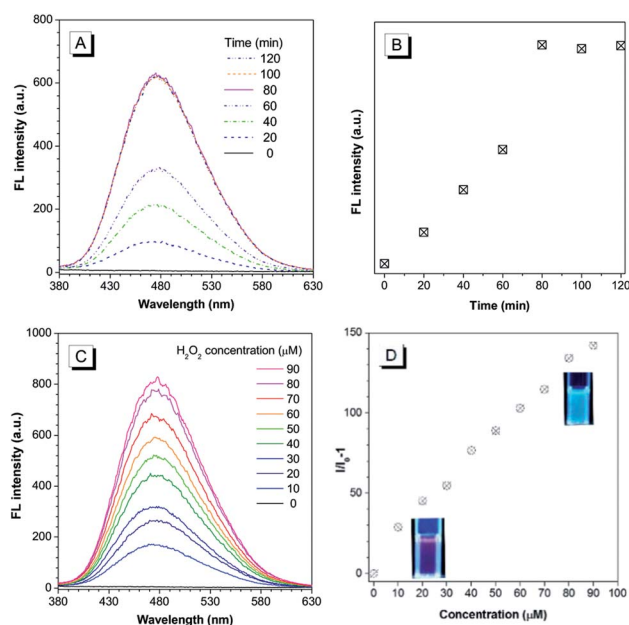 A
Time (min)
120
100
80
60
40
20
0
FL intensity (a.u.)
800
600
400
200
0
380 430 480 530 580 630
Wavelength (nm)
B
FL intensity (a.u.)
0 20 40 60 80 100 120
Time (min)
C
H₂O₂ concentration (μM)
90
80
70
60
50
40
30
20
10
0
FL intensity (a.u.)
1000
800
600
400
200
0
380 430 480 530 580 630
Wavelength (nm)
D
I/I₀-1
150
100
50
0
0 10 20 30 40 50 60 70 80 90 100
Concentration (μM)